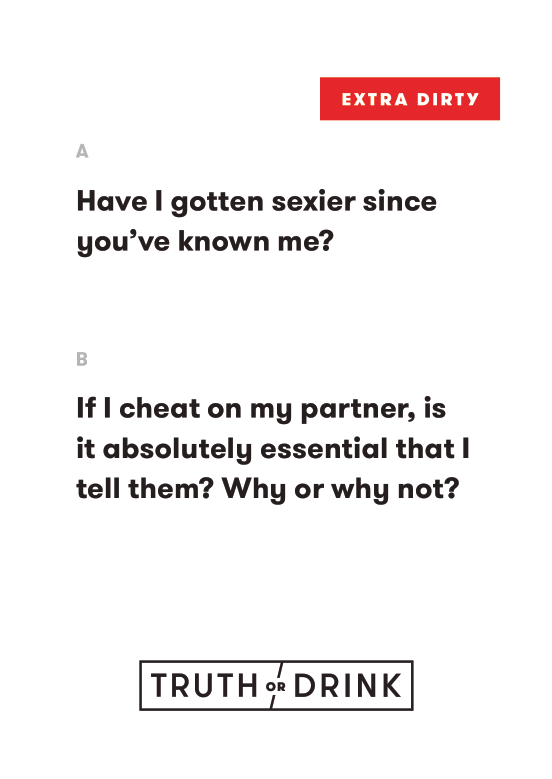 EXTRA DIRTY
A
Have I gotten sexier since
you’ve known me?
B
If I cheat on my partner, is
it absolutely essential that I
tell them? Why or why not?
TRUTH OR DRINK